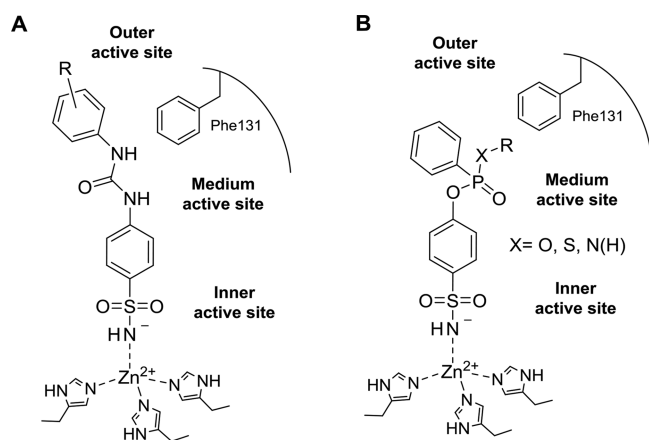 A
Outer
active site
R
Phe131
NH
O
NH
Medium
active site
O=S=O
HN
−
Inner
active site
Zn2+
HN
N
N
NH
N
HN
B
Outer
active site
Phe131
X
R
P
O
O
Medium
active site
X= O, S, N(H)
O=S=O
HN
−
Inner
active site
Zn2+
HN
N
N
NH
N
HN